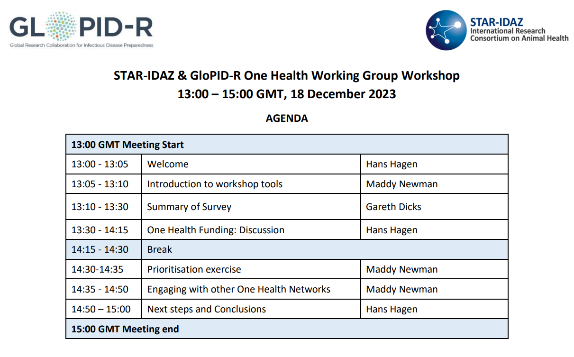 GLOPID-R
Global Research Collaboration for Infectious Disease Preparedness
STAR-IDAZ
International Research
Consortium on Animal Health
STAR-IDAZ & GloPID-R One Health Working Group Workshop
13:00 – 15:00 GMT, 18 December 2023
AGENDA
13:00 GMT Meeting Start
13:00 - 13:05 Welcome Hans Hagen
13:05 - 13:10 Introduction to workshop tools Maddy Newman
13:10 - 13:30 Summary of Survey Gareth Dicks
13:30 - 14:15 One Health Funding: Discussion Hans Hagen
14:15 - 14:30 Break
14:30-14:35 Prioritisation exercise Maddy Newman
14:35 - 14:50 Engaging with other One Health Networks Maddy Newman
14:50 – 15:00 Next steps and Conclusions Hans Hagen
15:00 GMT Meeting end